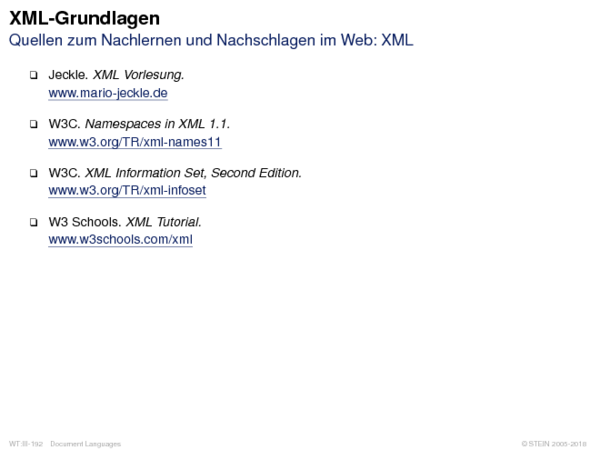 XML-Grundlagen
Quellen zum Nachlernen und Nachschlagen im Web: XML
❑ Jeckle. XML Vorlesung.
www.mario-jeckle.de
❑ W3C. Namespaces in XML 1.1.
www.w3.org/TR/xml-names11
❑ W3C. XML Information Set, Second Edition.
www.w3.org/TR/xml-infoset
❑ W3 Schools. XML Tutorial.
www.w3schools.com/xml
WT:III-192 Document Languages
© STEIN 2005-2018